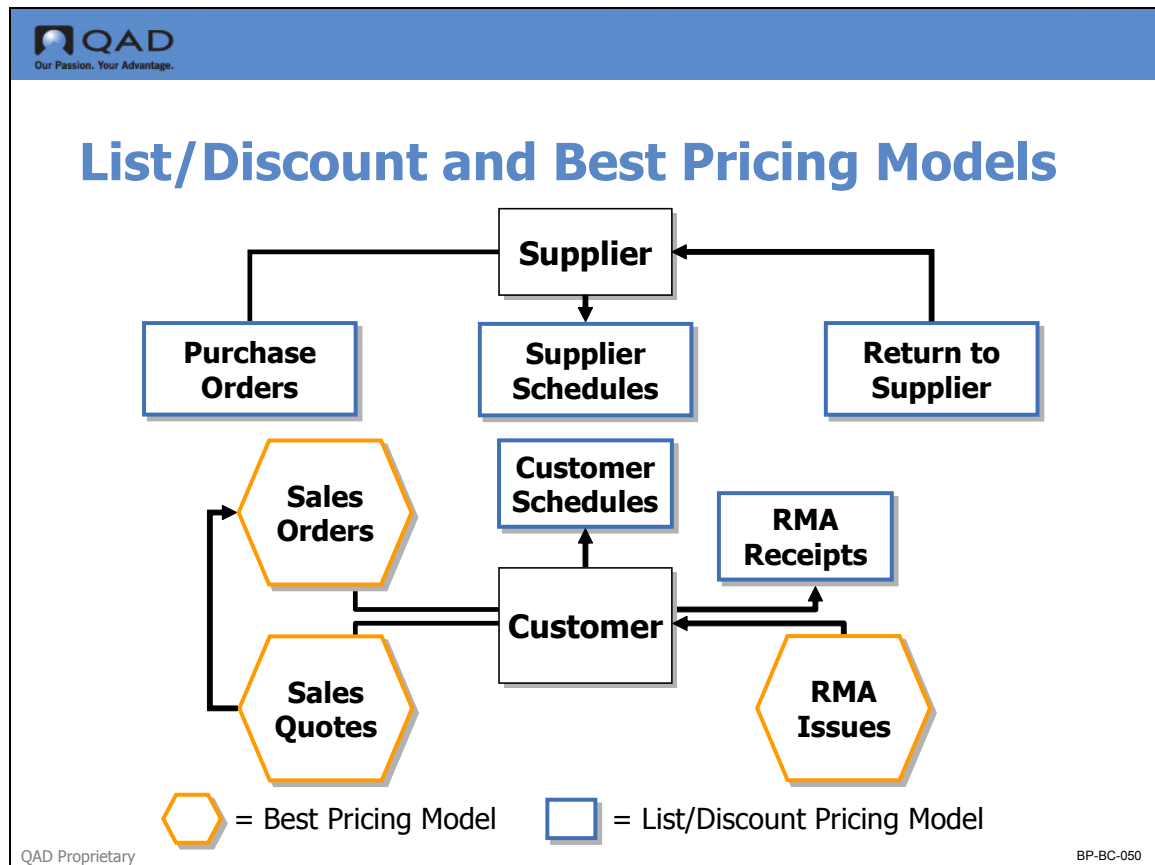 QAD
Our Passion. Your Advantage.
List/Discount and Best Pricing Models
Supplier
Purchase
Orders
Supplier
Schedules
Return to
Supplier
Sales
Orders
Customer
Schedules
RMA
Receipts
Customer
Sales
Quotes
RMA
Issues
= Best Pricing Model
= List/Discount Pricing Model
QAD Proprietary
BP-BC-050